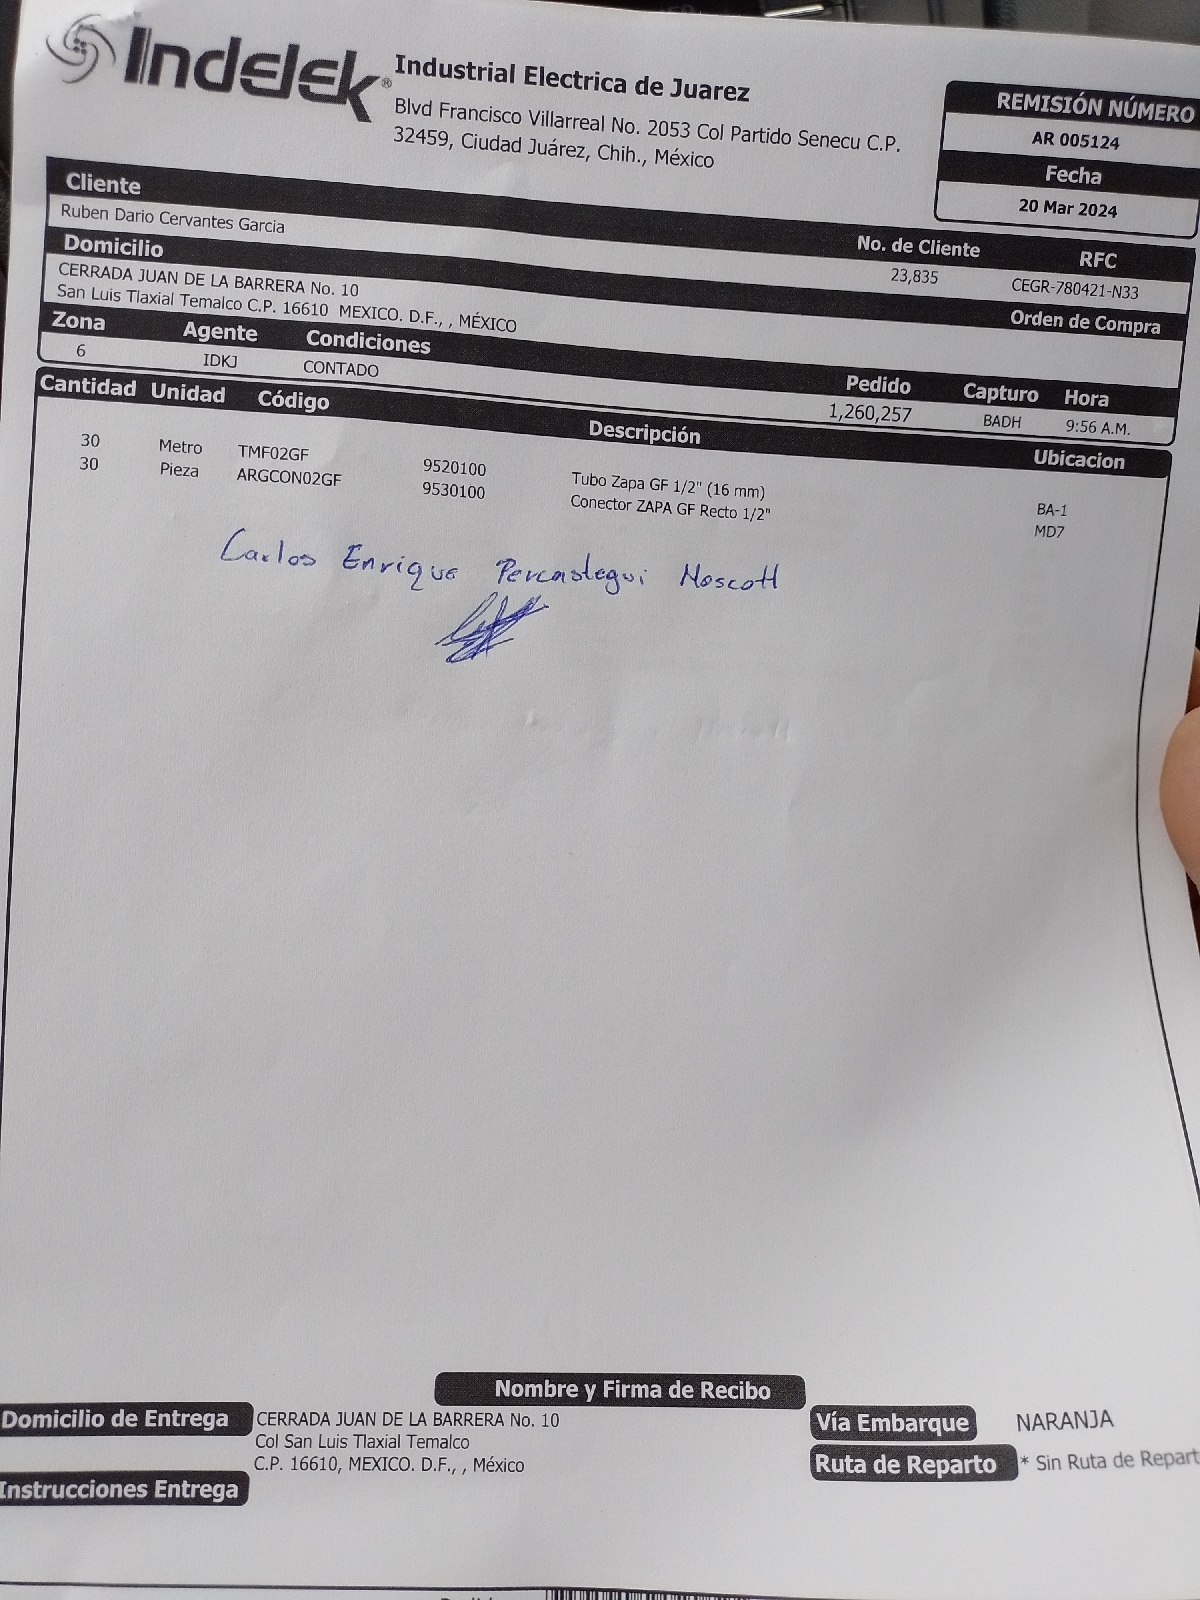 Indelek®
Industrial Electrica de Juarez
Blvd Francisco Villarreal No. 2053 Col Partido Senecu C.P.
32459, Ciudad Juárez, Chih., México
REMISIÓN NÚMERO
AR 005124
Fecha
20 Mar 2024
Cliente No. de Cliente RFC
Ruben Dario Cervantes Garcia 23,835 CEGR-780421-N33
Domicilio Orden de Compra
CERRADA JUAN DE LA BARRERA No. 10
San Luis Tlaxial Temalco C.P. 16610 MEXICO. D.F., , MÉXICO
Zona Agente Condiciones Pedido Capturo Hora
6 IDKJ CONTADO 1,260,257 BADH 9:56 A.M.
Cantidad Unidad Código Descripción Ubicacion
30 Metro TMF02GF 9520100 Tubo Zapa GF 1/2" (16 mm) BA-1
30 Pieza ARGCON02GF 9530100 Conector ZAPA GF Recto 1/2" MD7
Carlos Enrique Percastegui Moscott
Nombre y Firma de Recibo
Domicilio de Entrega CERRADA JUAN DE LA BARRERA No. 10
Col San Luis Tlaxial Temalco
C.P. 16610, MEXICO. D.F., , México
Vía Embarque NARANJA
Ruta de Reparto * Sin Ruta de Repart
Instrucciones Entrega